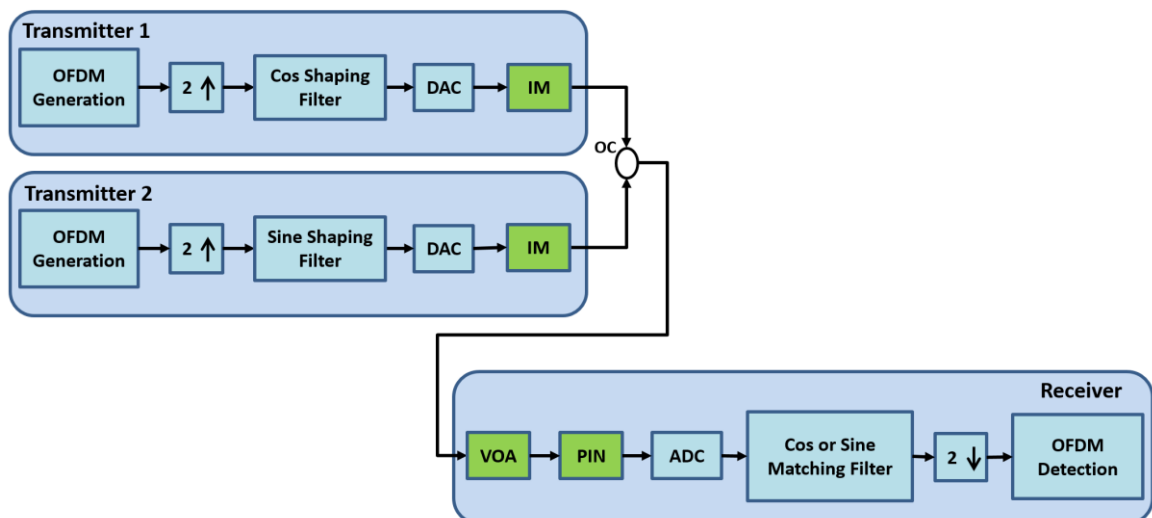 Transmitter 1
OFDM
Generation
2 ↑
Cos Shaping
Filter
DAC
IM
OC
Transmitter 2
OFDM
Generation
2 ↑
Sine Shaping
Filter
DAC
IM
Receiver
VOA
PIN
ADC
Cos or Sine
Matching Filter
2 ↓
OFDM
Detection